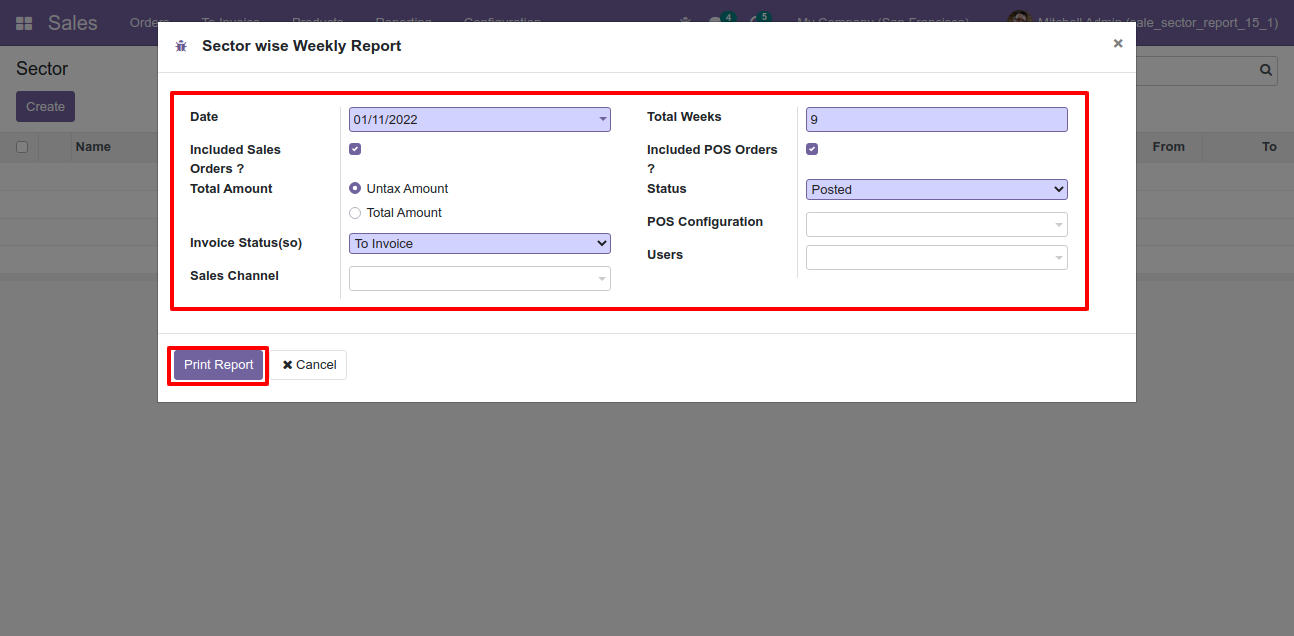 Sales Orders To Invoice Products Reporting Configuration 4 5 My Company (San Francisco) Mitchell Admin (sale_sector_report_15_1)
Sector wise Weekly Report ×
Sector
Create
Name From To
Date 01/11/2022 Total Weeks 9
Included Sales Orders ? Included POS Orders ?
Total Amount Untax Amount Status Posted
Total Amount
POS Configuration
Invoice Status(so) To Invoice
Users
Sales Channel
Print Report ✖ Cancel